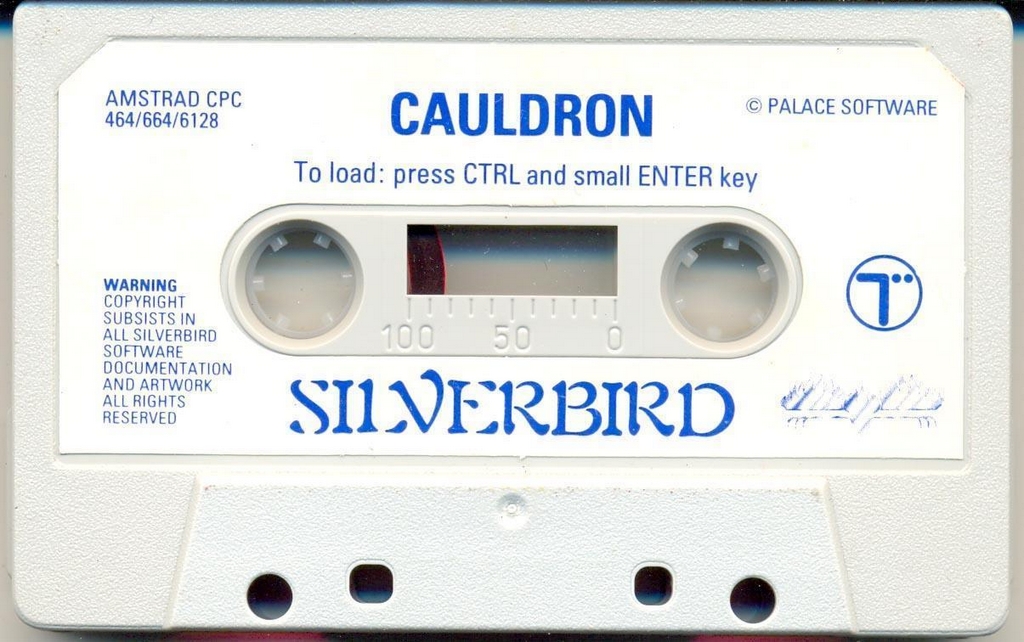 AMSTRAD CPC
464/664/6128
CAULDRON
© PALACE SOFTWARE
To load: press CTRL and small ENTER key
100 50 0
WARNING
COPYRIGHT
SUBSISTS IN
ALL SILVERBIRD
SOFTWARE
DOCUMENTATION
AND ARTWORK
ALL RIGHTS
RESERVED
SILVERBIRD